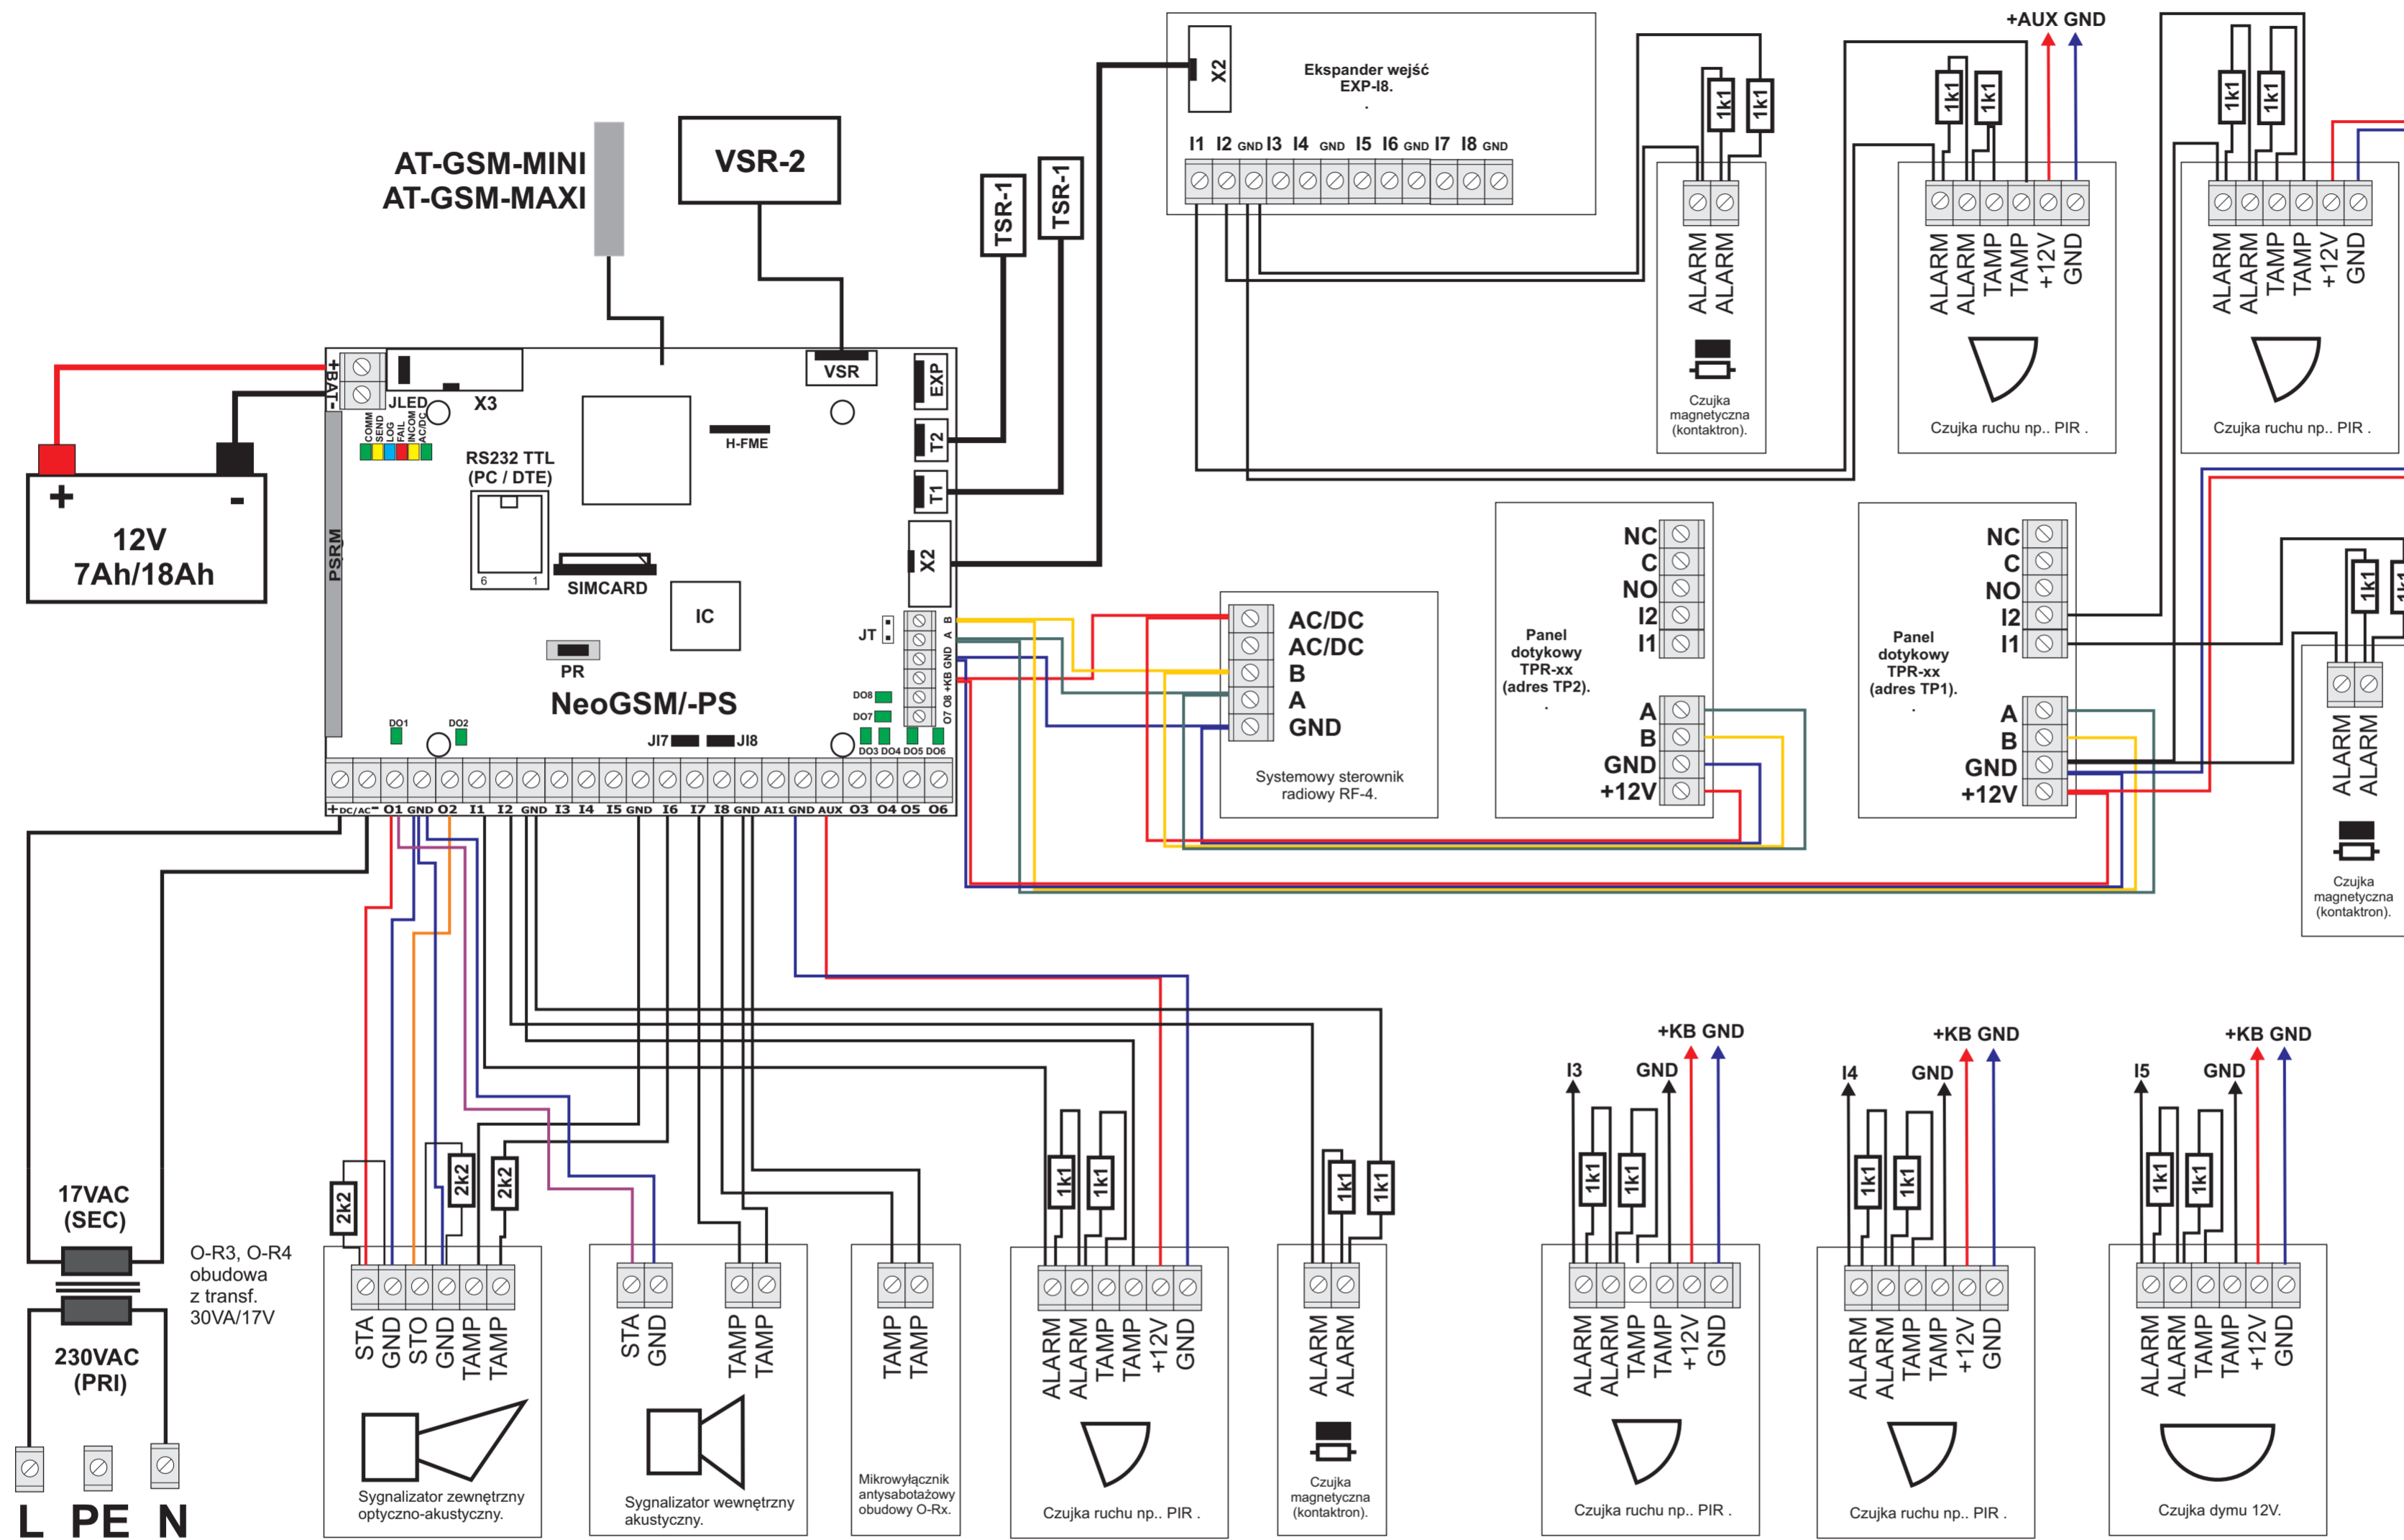 AT-GSM-MINI
AT-GSM-MAXI
VSR-2
TSR-1
TSR-1
X2
Ekspander wejść
EXP-I8.
.
I1 I2 GND I3 I4 GND I5 I6 GND I7 I8 GND
1k1
1k1
ALARM
ALARM
Czujka
magnetyczna
(kontaktron).
+AUX GND
1k1
1k1
ALARM
ALARM
TAMP
TAMP
+12V
GND
Czujka ruchu np.. PIR .
1k1
1k1
ALARM
ALARM
TAMP
TAMP
+12V
GND
Czujka ruchu np.. PIR .
+BAT-
JLED
X3
COMM
SEND
LOG
FAIL
INCOM
AC/DC
PSRM
RS232 TTL
(PC / DTE)
6 1
SIMCARD
H-FME
VSR
EXP
T2
T1
X2
IC
PR
JT
B
A
GND
+KB
O8
O7
NeoGSM/-PS
DO8
DO7
DO1
DO2
JI7
JI8
DO3 DO4 DO5 DO6
+DC/AC- O1 GND O2 I1 I2 GND I3 I4 I5 GND I6 I7 I8 GND AI1 GND AUX O3 O4 O5 O6
+ -
12V
7Ah/18Ah
AC/DC
AC/DC
B
A
GND
Systemowy sterownik
radiowy RF-4.
NC
C
NO
I2
I1
Panel
dotykowy
TPR-xx
(adres TP2).
.
A
B
GND
+12V
NC
C
NO
I2
I1
Panel
dotykowy
TPR-xx
(adres TP1).
.
A
B
GND
+12V
1k1
1k1
ALARM
ALARM
Czujka
magnetyczna
(kontaktron).
17VAC
(SEC)
230VAC
(PRI)
O-R3, O-R4
obudowa
z transf.
30VA/17V
L PE N
2k2
2k2
2k2
STA
GND
STO
GND
TAMP
TAMP
Sygnalizator zewnętrzny
optyczno-akustyczny.
STA
GND
TAMP
TAMP
Sygnalizator wewnętrzny
akustyczny.
TAMP
TAMP
Mikrowyłącznik
antysabotażowy
obudowy O-Rx.
1k1
1k1
ALARM
ALARM
TAMP
TAMP
+12V
GND
Czujka ruchu np.. PIR .
1k1
1k1
ALARM
ALARM
Czujka
magnetyczna
(kontaktron).
+KB GND
I3 GND
1k1
1k1
ALARM
ALARM
TAMP
TAMP
+12V
GND
Czujka ruchu np.. PIR .
+KB GND
I4 GND
1k1
1k1
ALARM
ALARM
TAMP
TAMP
+12V
GND
Czujka ruchu np.. PIR .
+KB GND
I5 GND
1k1
1k1
ALARM
ALARM
TAMP
TAMP
+12V
GND
Czujka dymu 12V.